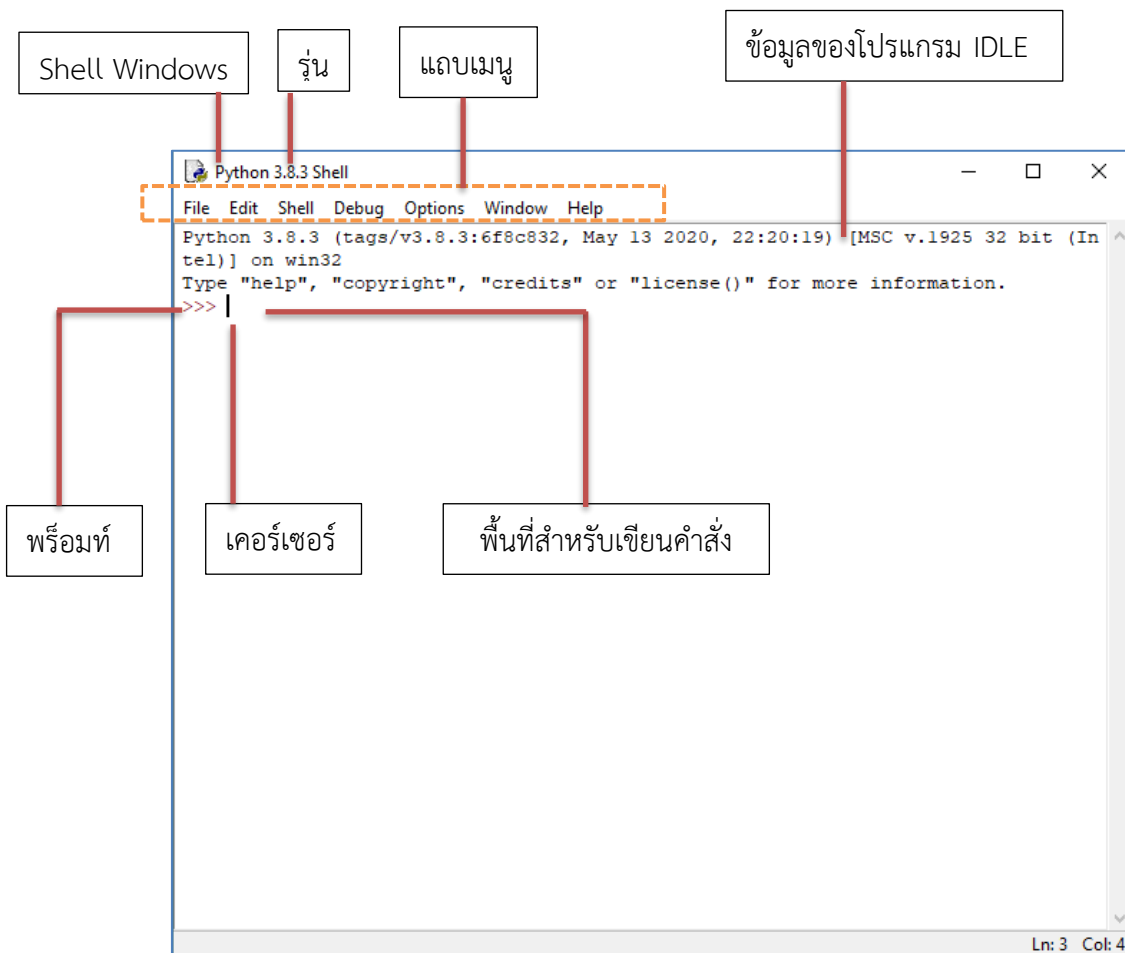 ข้อมูลของโปรแกรม IDLE
Shell Windows
รุ่น
แถบเมนู
Python 3.8.3 Shell
File Edit Shell Debug Options Window Help
Python 3.8.3 (tags/v3.8.3:6f8c832, May 13 2020, 22:20:19) [MSC v.1925 32 bit (In
tel)] on win32
Type "help", "copyright", "credits" or "license()" for more information.
>>>
พร็อมท์
เคอร์เซอร์
พื้นที่สำหรับเขียนคำสั่ง
Ln: 3 Col: 4